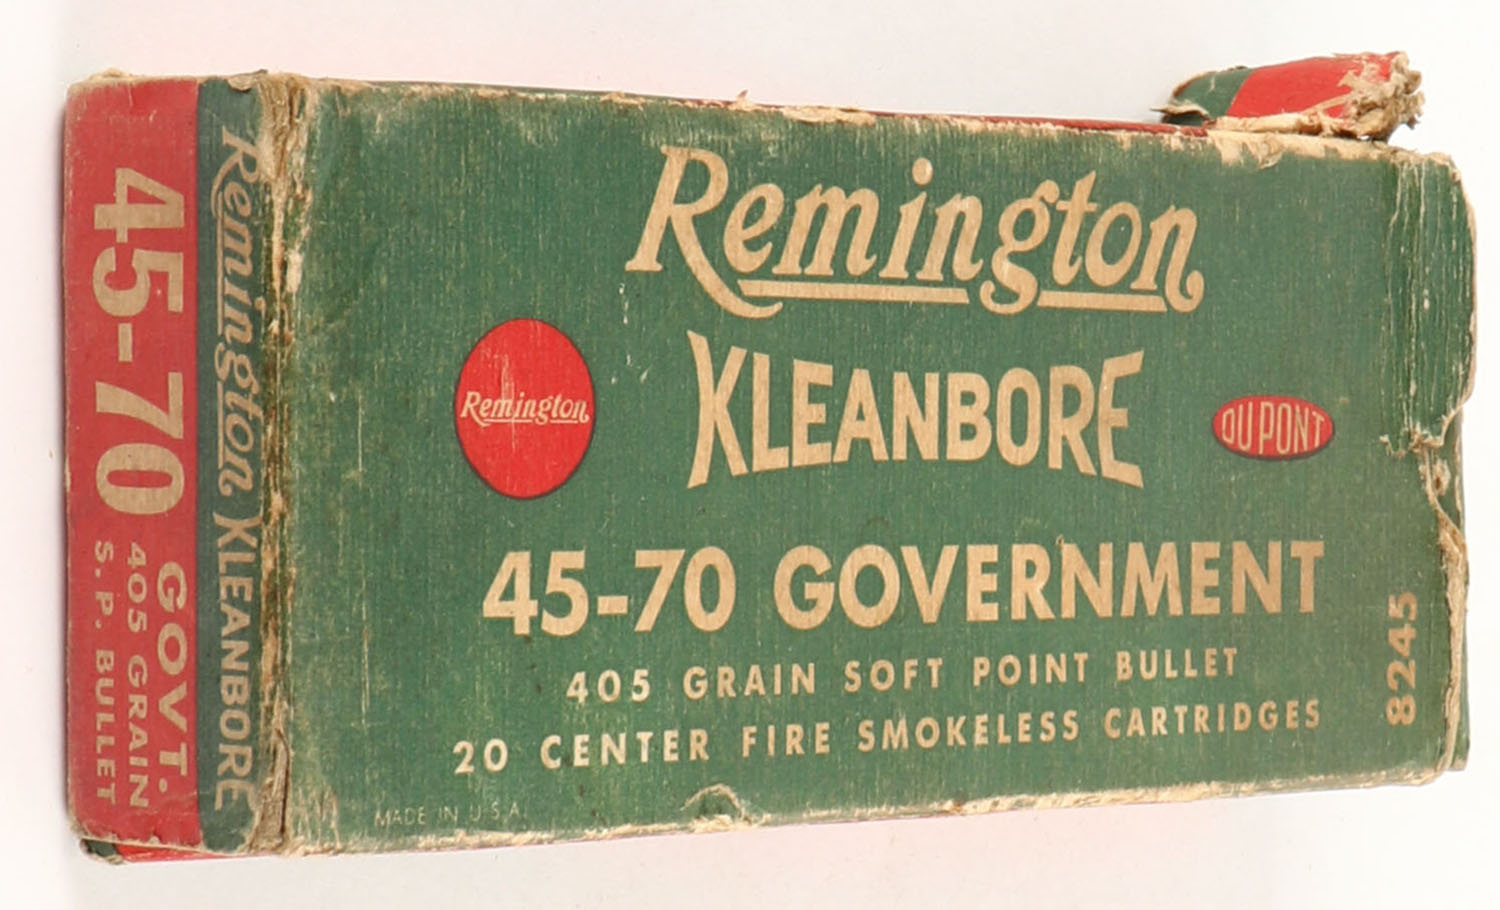 Remington
KLEANBORE
Remington
DU PONT
45-70 GOVERNMENT
405 GRAIN SOFT POINT BULLET
20 CENTER FIRE SMOKELESS CARTRIDGES
8245
MADE IN U.S.A.
Remington KLEANBORE
45-70 GOVT.
405 GRAIN
S.P. BULLET